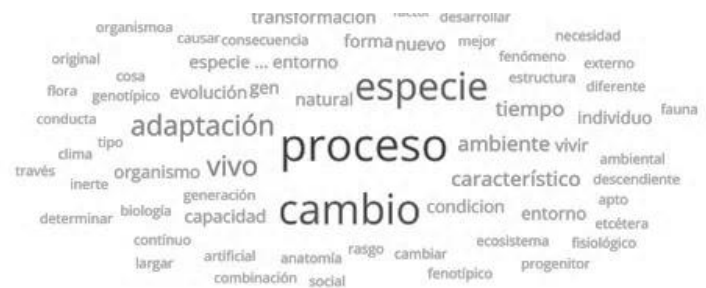 transformación factor desarrollar
organismoa causar consecuencia forma nuevo mejor necesidad
original especie ... entorno fenómeno externo
cosa especie estructura diferente
flora genotípico evolución gen natural tiempo individuo fauna
conducta tipo adaptación proceso ambiente vivir
clima ambiental
través inerte organismo vivo característico descendiente
generación apto
determinar biología capacidad cambio condicion entorno etcétera
contínuo ecosistema fisiológico
largar artificial anatomía rasgo cambiar progenitor
combinación social fenotípico